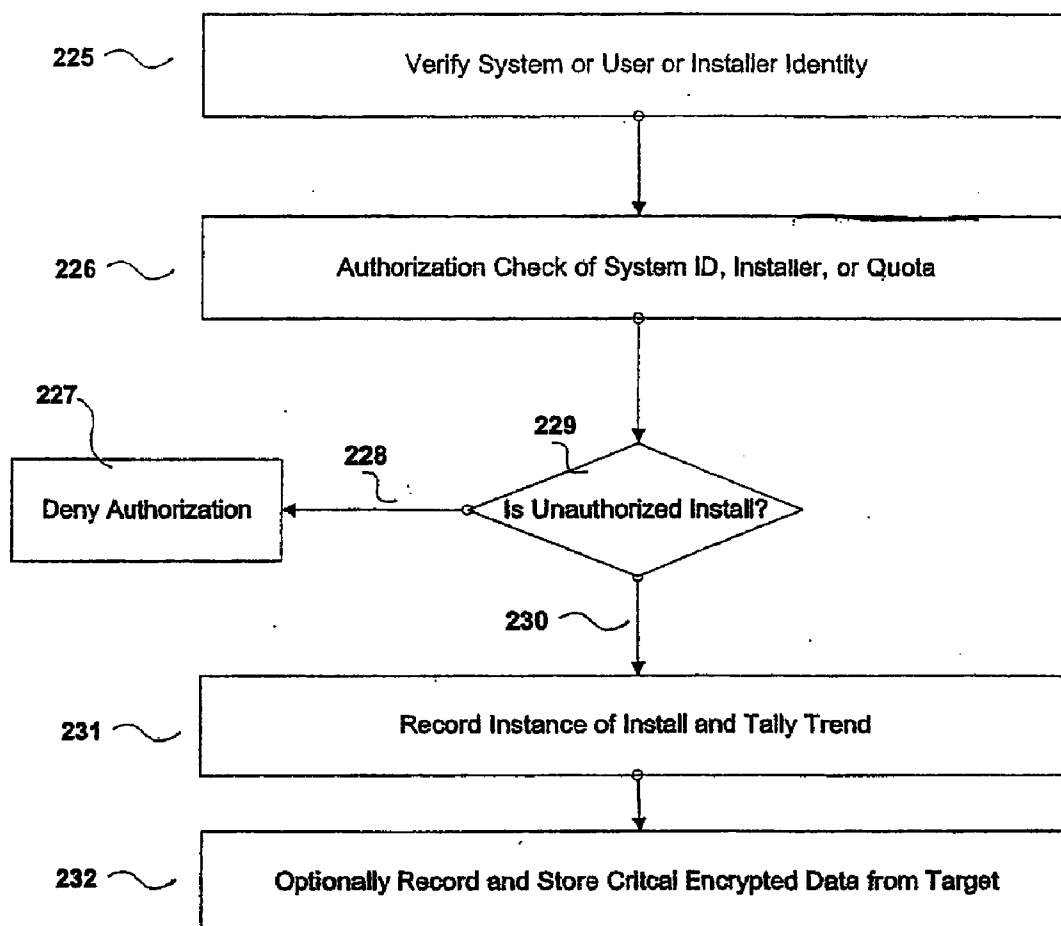 225
Verify System or User or Installer Identity
226
Authorization Check of System ID, Installer, or Quota
227
228
229
Deny Authorization
Is Unauthorized Install?
230
231
Record Instance of Install and Tally Trend
232
Optionally Record and Store Critcal Encrypted Data from Target